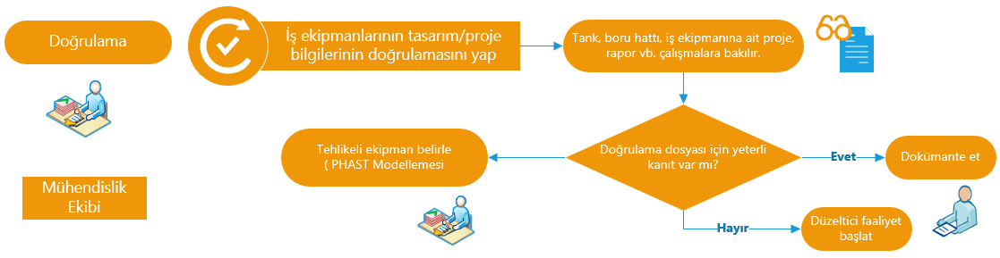 Doğrulama
İş ekipmanlarının tasarım/proje
bilgilerinin doğrulamasını yap
Tank, boru hattı, iş ekipmanına ait proje,
rapor vb. çalışmalara bakılır.
Tehlikeli ekipman belirle
( PHAST Modellemesi
Doğrulama dosyası için yeterli
kanıt var mı?
Evet
Dokümante et
Mühendislik
Ekibi
Hayır
Düzeltici faaliyet
başlat